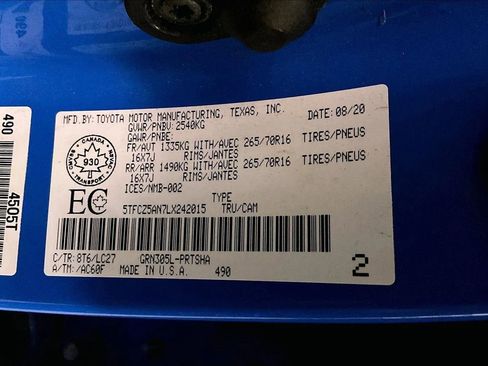 MFD.BY:TOYOTA MOTOR MANUFACTURING, TEXAS, INC.
GVWR/PNBV: 2540KG
DATE: 08/20
GAWR/PNBE:
FR/AVT 1335KG WITH/AVEC 265/70R16 TIRES/PNEUS
16X7J RIMS/JANTES
RR/ARR 1490KG WITH/AVEC 265/70R16 TIRES/PNEUS
16X7J RIMS/JANTES
ICES/NMB-002
CANADA
930
TRANSPORT
EC
TYPE
5TFCZ5AN7LX242015 TRU/CAM
C/TR: 8T6/LC27 GRN305L-PRTSHA
A/TM: /AC60F MADE IN U.S.A. 490
2
490
4505T